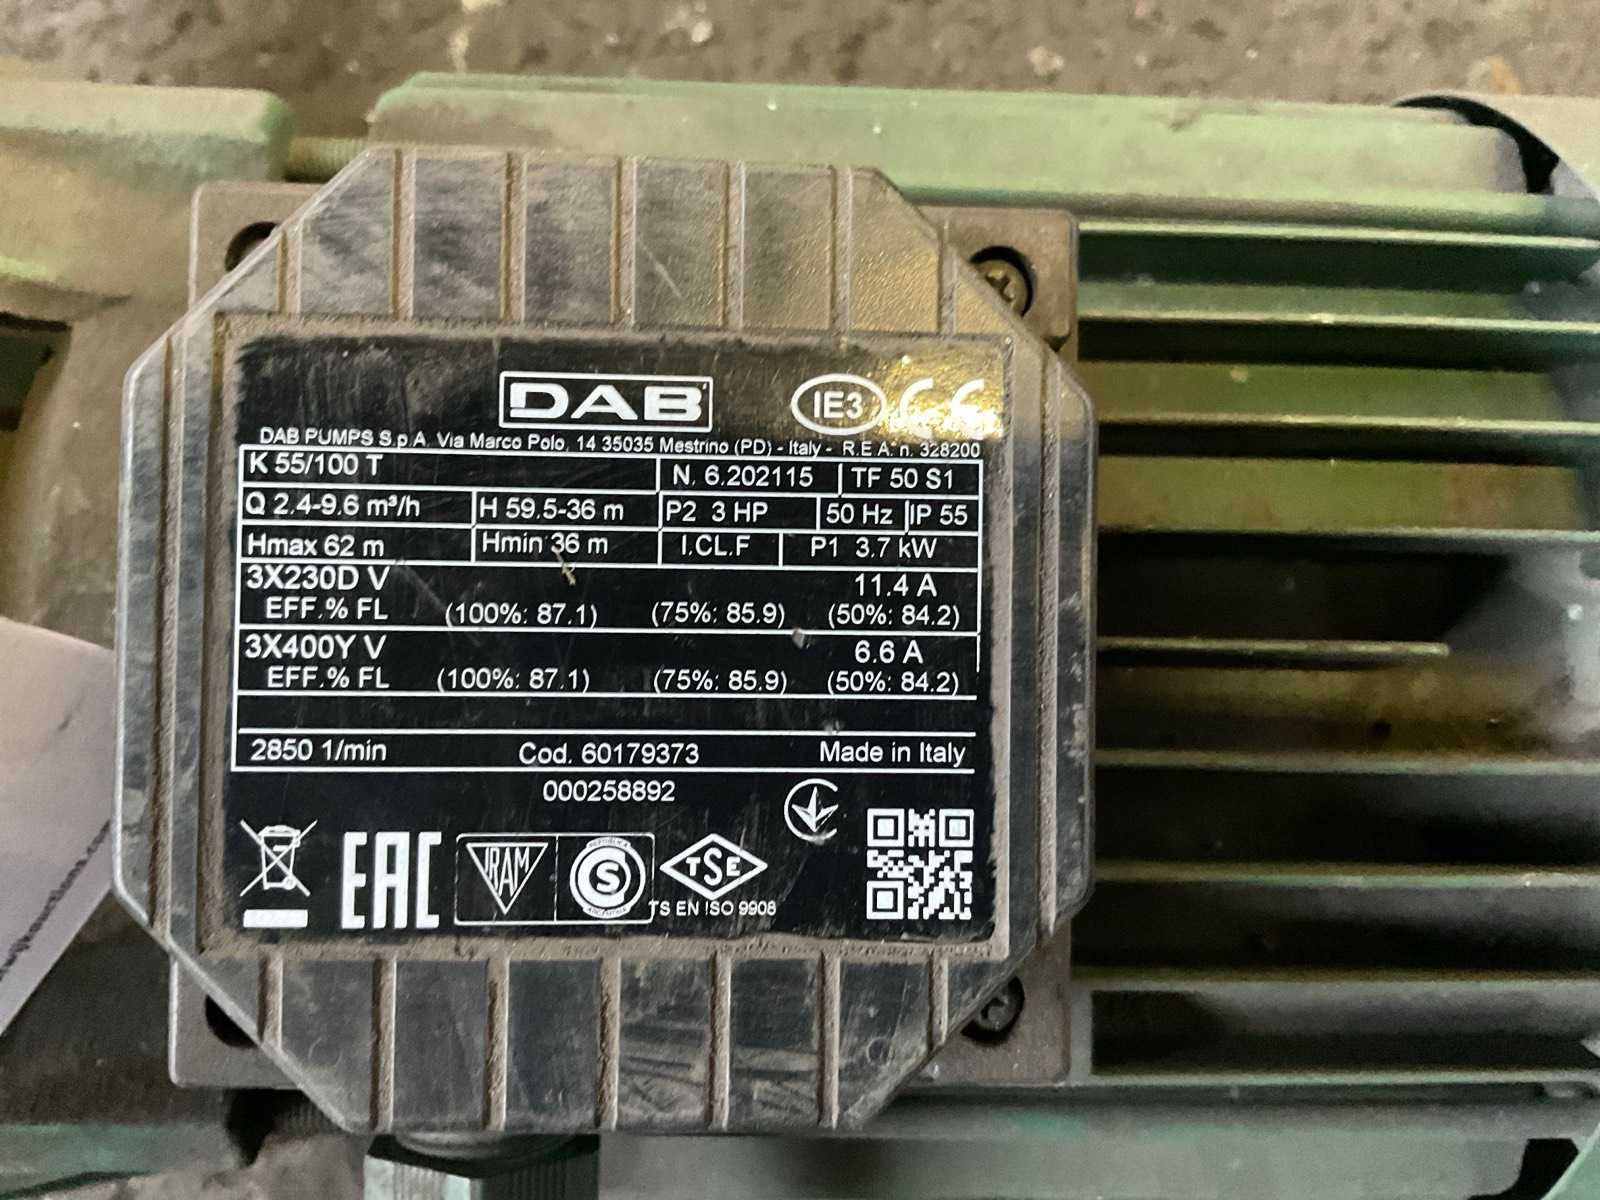 DAB
IE3 CE
DAB PUMPS S.p.A. Via Marco Polo, 14 35035 Mestrino (PD) - Italy - R.E.A. n. 328200
K 55/100 T N. 6.202115 TF 50 S1
Q 2.4-9.6 m³/h H 59.5-36 m P2 3 HP 50 Hz IP 55
Hmax 62 m Hmin 36 m I.CL.F P1 3.7 kW
3X230D V 11.4 A
EFF.% FL (100%: 87.1) (75%: 85.9) (50%: 84.2)
3X400Y V 6.6 A
EFF.% FL (100%: 87.1) (75%: 85.9) (50%: 84.2)
2850 1/min Cod. 60179373 Made in Italy
000258892
EAC IRAM S TSE
TS EN ISO 9906